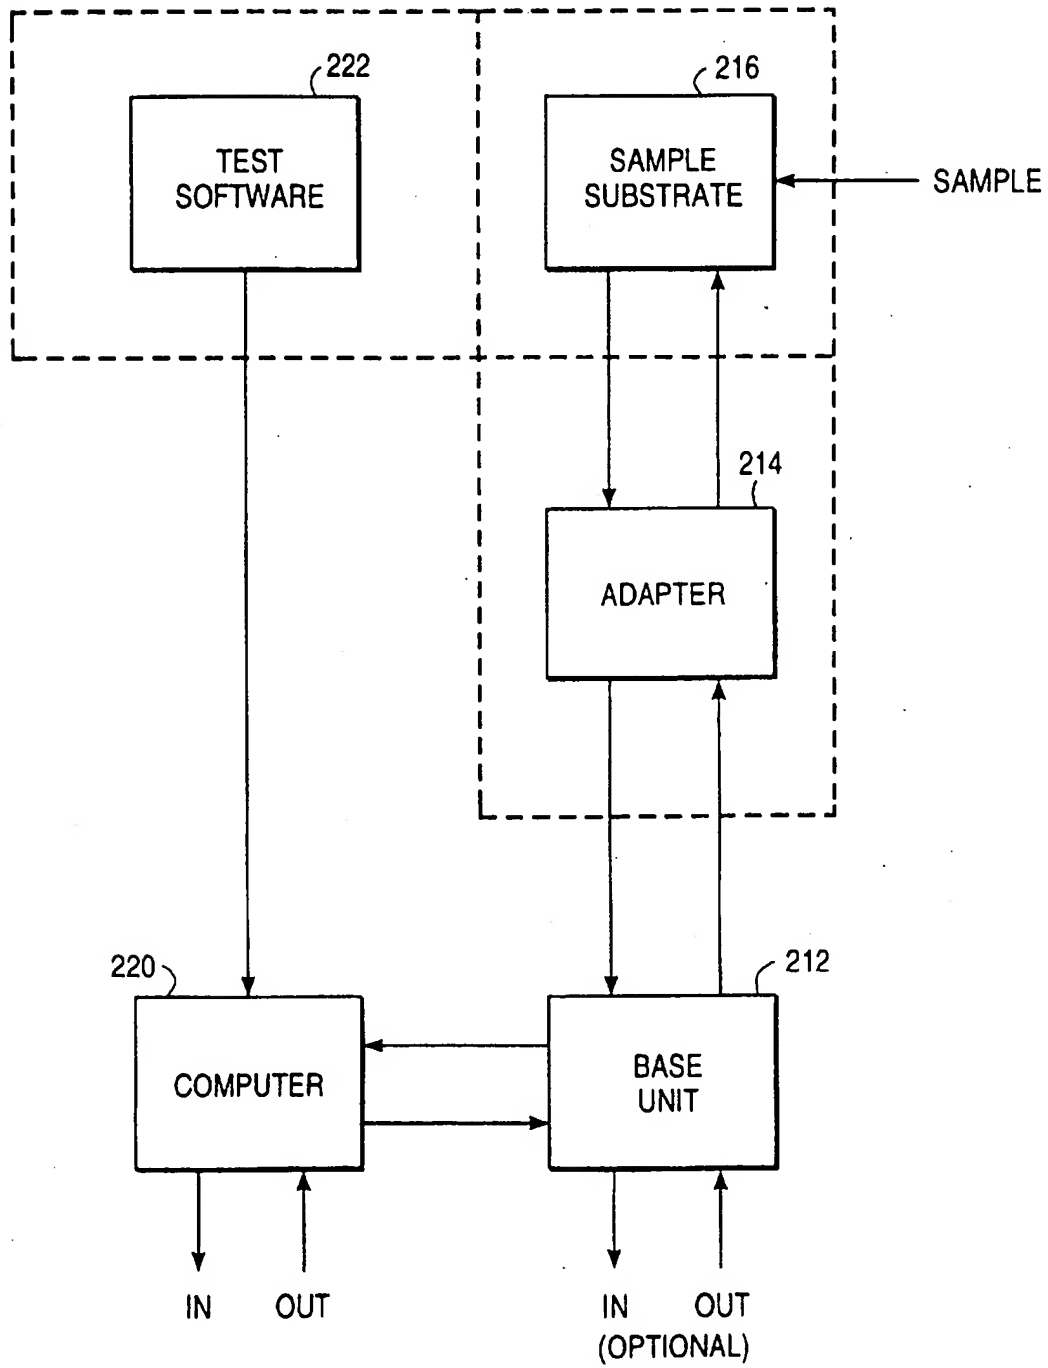 222
216
TEST
SOFTWARE
SAMPLE
SUBSTRATE
SAMPLE
214
ADAPTER
220
212
COMPUTER
BASE
UNIT
IN
OUT
IN
OUT
(OPTIONAL)